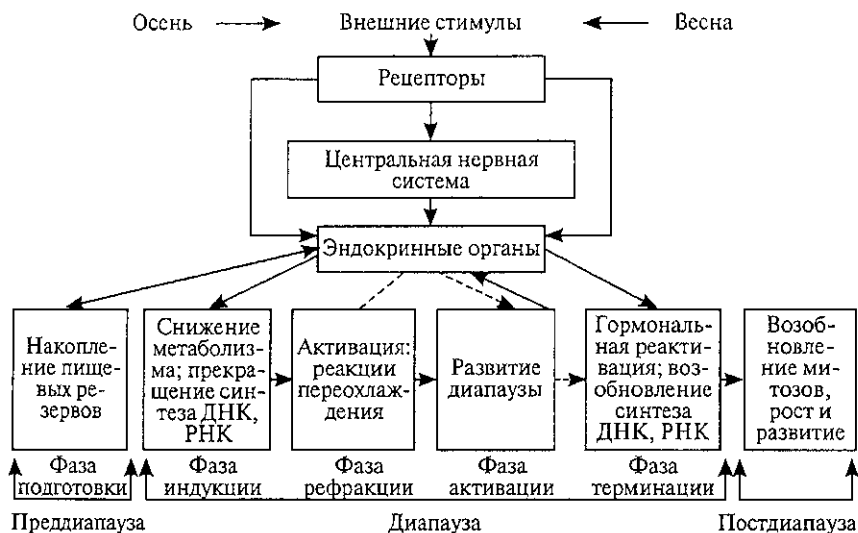 Осень
Внешние стимулы
Весна
Рецепторы
Центральная нервная
система
Эндокринные органы
Накопле-
ние пище-
вых ре-
зервов
Снижение
метаболиз-
ма; прекра-
щение син-
теза ДНК,
РНК
Активация:
реакции
переохлаж-
дения
Развитие
диапаузы
Гормональ-
ная реакти-
вация; воз-
обновление
синтеза
ДНК, РНК
Возоб-
новле-
ние ми-
тозов,
рост и
развитие
Фаза
подготовки
Фаза
индукции
Фаза
рефракции
Фаза
активации
Фаза
терминации
Преддиапауза
Диапауза
Постдиапауза